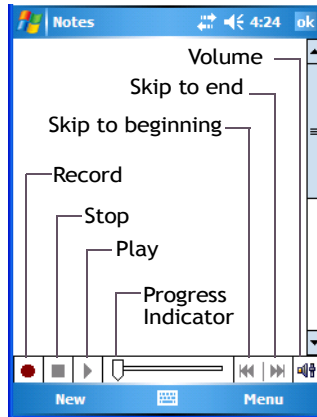 Notes 4:24 ok
Volume
Skip to end
Skip to beginning
Record
Stop
Play
Progress
Indicator
New Menu